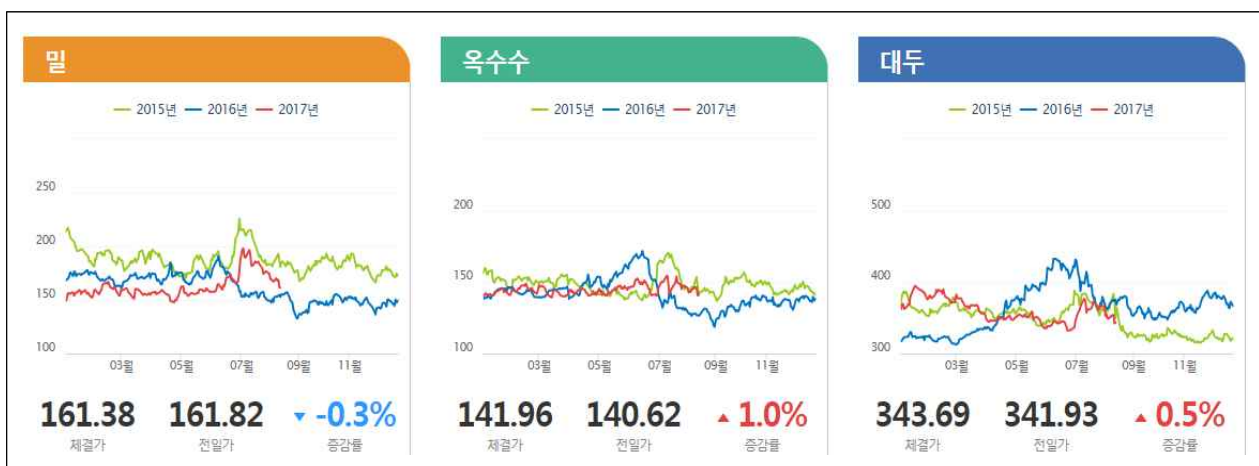 밀
2015년 2016년 2017년
250
200
150
100
03월 05월 07월 09월 11월
161.38 161.82 ▼ -0.3%
체결가 전일가 증감률
옥수수
2015년 2016년 2017년
200
150
100
03월 05월 07월 09월 11월
141.96 140.62 ▲ 1.0%
체결가 전일가 증감률
대두
2015년 2016년 2017년
500
400
300
03월 05월 07월 09월 11월
343.69 341.93 ▲ 0.5%
체결가 전일가 증감률